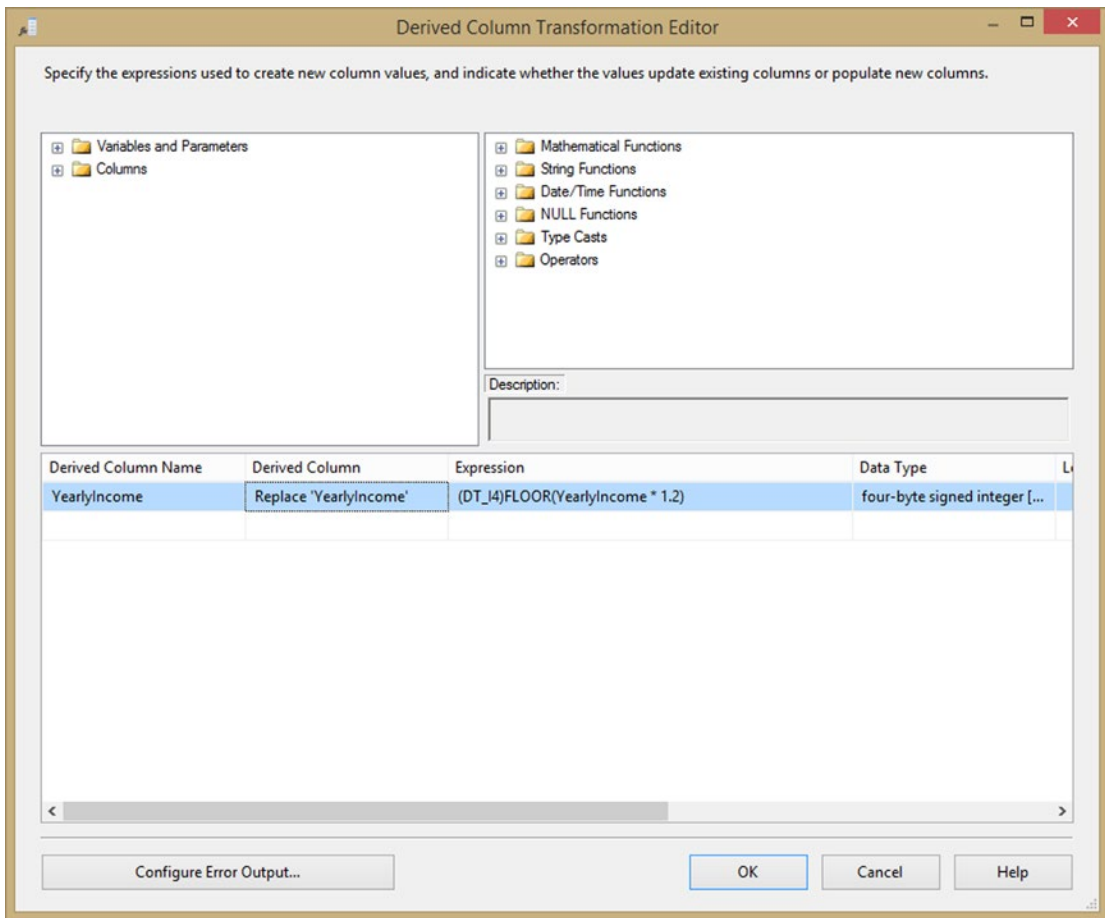 Derived Column Transformation Editor
Specify the expressions used to create new column values, and indicate whether the values update existing columns or populate new columns.
Variables and Parameters
Columns
Mathematical Functions
String Functions
Date/Time Functions
NULL Functions
Type Casts
Operators
Description:
Derived Column Name Derived Column Expression Data Type
YearlyIncome Replace 'YearlyIncome' (DT_I4)FLOOR(YearlyIncome * 1.2) four-byte signed integer [...
Configure Error Output... OK Cancel Help